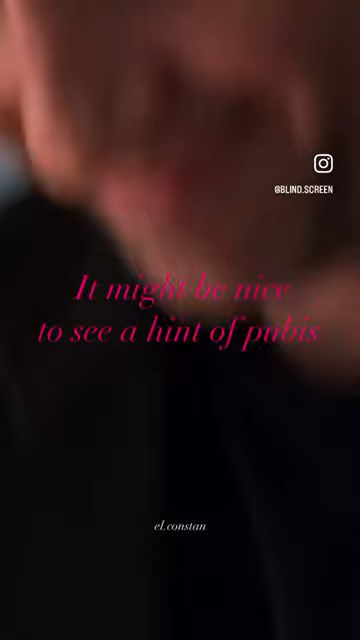 @BLIND.SCREEN
It might be nice
to see a hint of pubis
el.constan